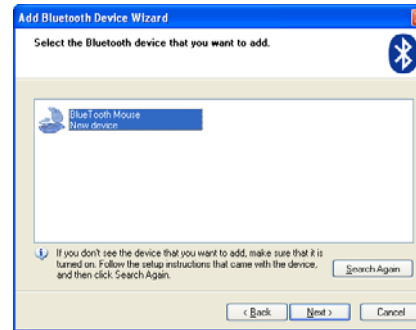 Add Bluetooth Device Wizard
Select the Bluetooth device that you want to add.
BlueTooth Mouse
New device
If you don't see the device that you want to add, make sure that it is
turned on. Follow the setup instructions that came with the device,
and then click Search Again.
Search Again
< Back
Next >
Cancel